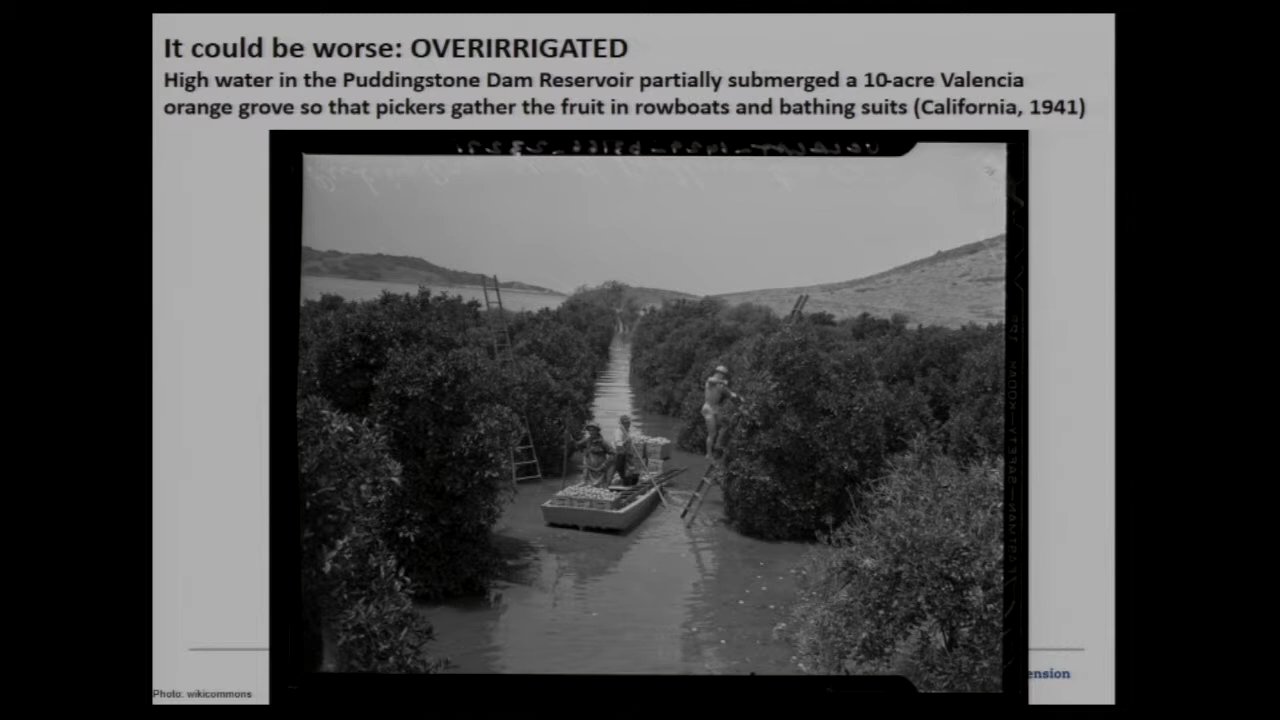 It could be worse: OVERIRRIGATED
High water in the Puddingstone Dam Reservoir partially submerged a 10-acre Valencia
orange grove so that pickers gather the fruit in rowboats and bathing suits (California, 1941)
ension
Photo: wikicommons